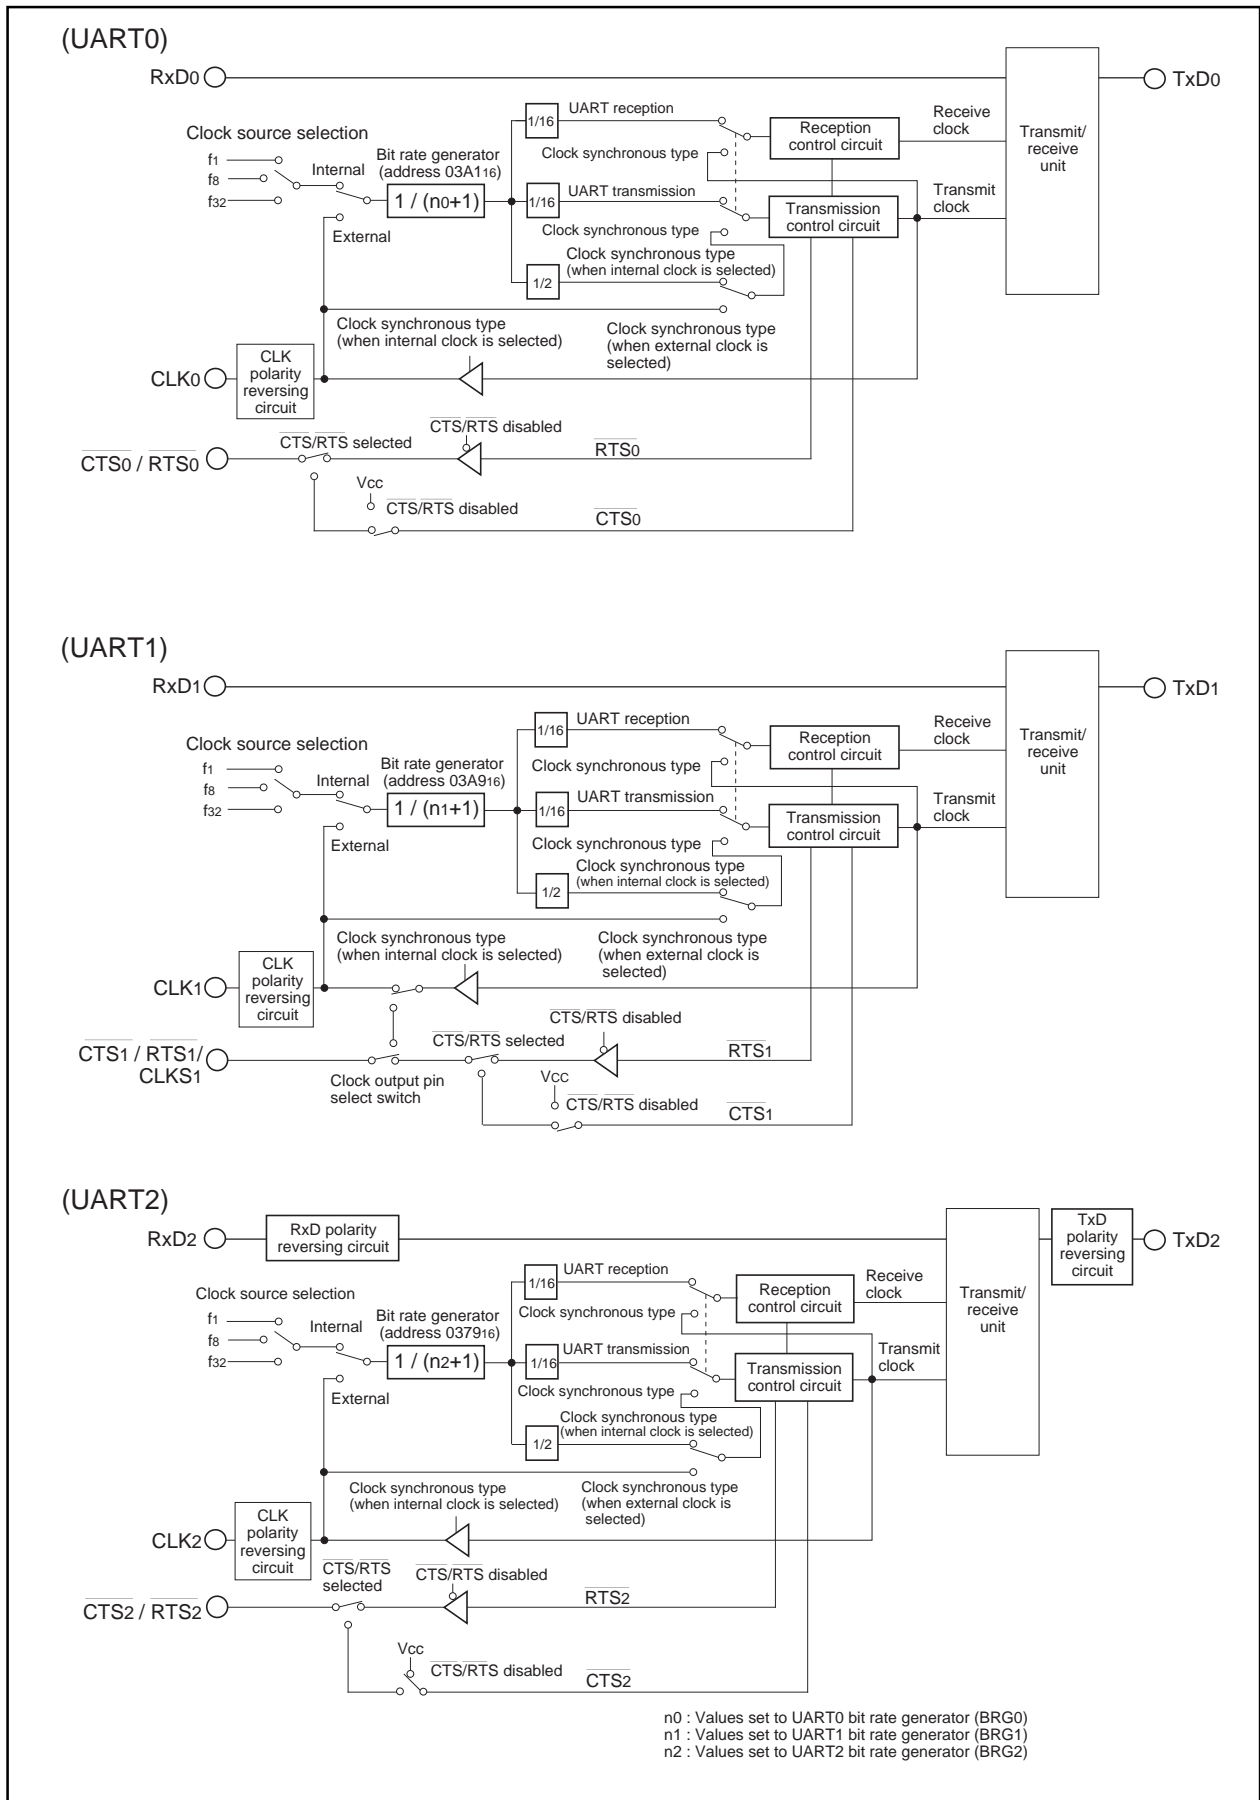 (UART0)
RxD0
TxD0
Clock source selection
f1
f8
f32
Internal
External
Bit rate generator
(address 03A116)
1 / (n0+1)
1/16
UART reception
Clock synchronous type
1/16
UART transmission
Clock synchronous type
1/2
Clock synchronous type
(when internal clock is selected)
Reception
control circuit
Transmission
control circuit
Receive
clock
Transmit
clock
Transmit/
receive
unit
Clock synchronous type
(when internal clock is selected)
Clock synchronous type
(when external clock is
selected)
CLK0
CLK
polarity
reversing
circuit
CTS0 / RTS0
CTS/RTS selected
CTS/RTS disabled
RTS0
Vcc
CTS/RTS disabled
CTS0
(UART1)
RxD1
TxD1
Clock source selection
f1
f8
f32
Internal
External
Bit rate generator
(address 03A916)
1 / (n1+1)
1/16
UART reception
Clock synchronous type
1/16
UART transmission
Clock synchronous type
1/2
Clock synchronous type
(when internal clock is selected)
Reception
control circuit
Transmission
control circuit
Receive
clock
Transmit
clock
Transmit/
receive
unit
Clock synchronous type
(when internal clock is selected)
Clock synchronous type
(when external clock is
selected)
CLK1
CLK
polarity
reversing
circuit
CTS1 / RTS1/
CLKS1
Clock output pin
select switch
CTS/RTS selected
CTS/RTS disabled
RTS1
VCC
CTS/RTS disabled
CTS1
(UART2)
RxD2
RxD polarity
reversing circuit
TxD
polarity
reversing
circuit
TxD2
Clock source selection
f1
f8
f32
Internal
External
Bit rate generator
(address 037916)
1 / (n2+1)
1/16
UART reception
Clock synchronous type
1/16
UART transmission
Clock synchronous type
1/2
Clock synchronous type
(when internal clock is selected)
Reception
control circuit
Transmission
control circuit
Receive
clock
Transmit
clock
Transmit/
receive
unit
Clock synchronous type
(when internal clock is selected)
Clock synchronous type
(when external clock is
selected)
CLK2
CLK
polarity
reversing
circuit
CTS2 / RTS2
CTS/RTS
selected
CTS/RTS disabled
RTS2
Vcc
CTS/RTS disabled
CTS2
n0 : Values set to UART0 bit rate generator (BRG0)
n1 : Values set to UART1 bit rate generator (BRG1)
n2 : Values set to UART2 bit rate generator (BRG2)